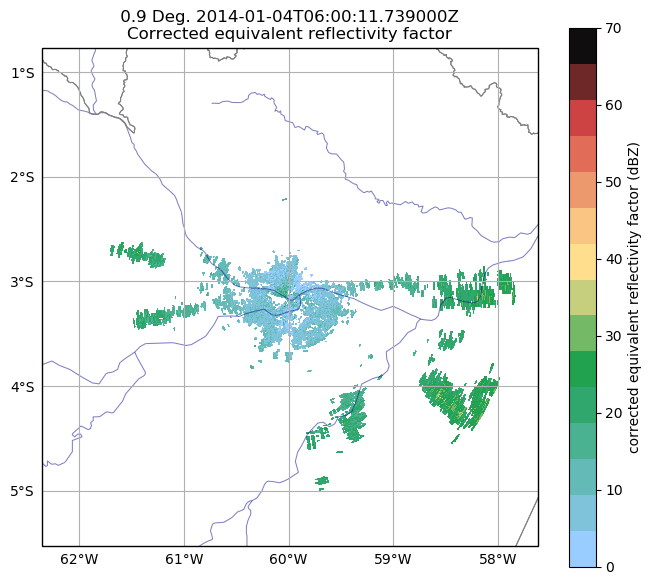 0.9 Deg. 2014-01-04T06:00:11.739000Z
Corrected equivalent reflectivity factor
1°S
2°S
3°S
4°S
5°S
62°W
61°W
60°W
59°W
58°W
70
60
50
40
30
20
10
0
corrected equivalent reflectivity factor (dBZ)